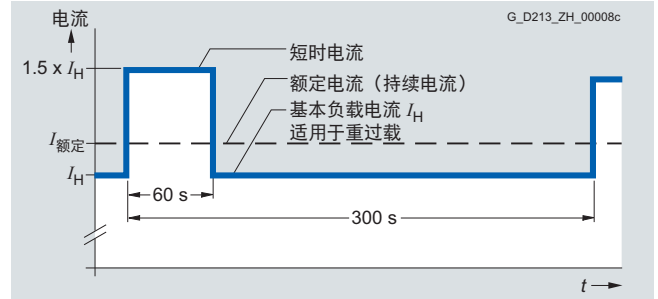 电流
G_D213_ZH_00008c
短时电流
1.5 x IH
额定电流（持续电流）
基本负载电流 IH
适用于重过载
I额定
IH
60 s
300 s
t